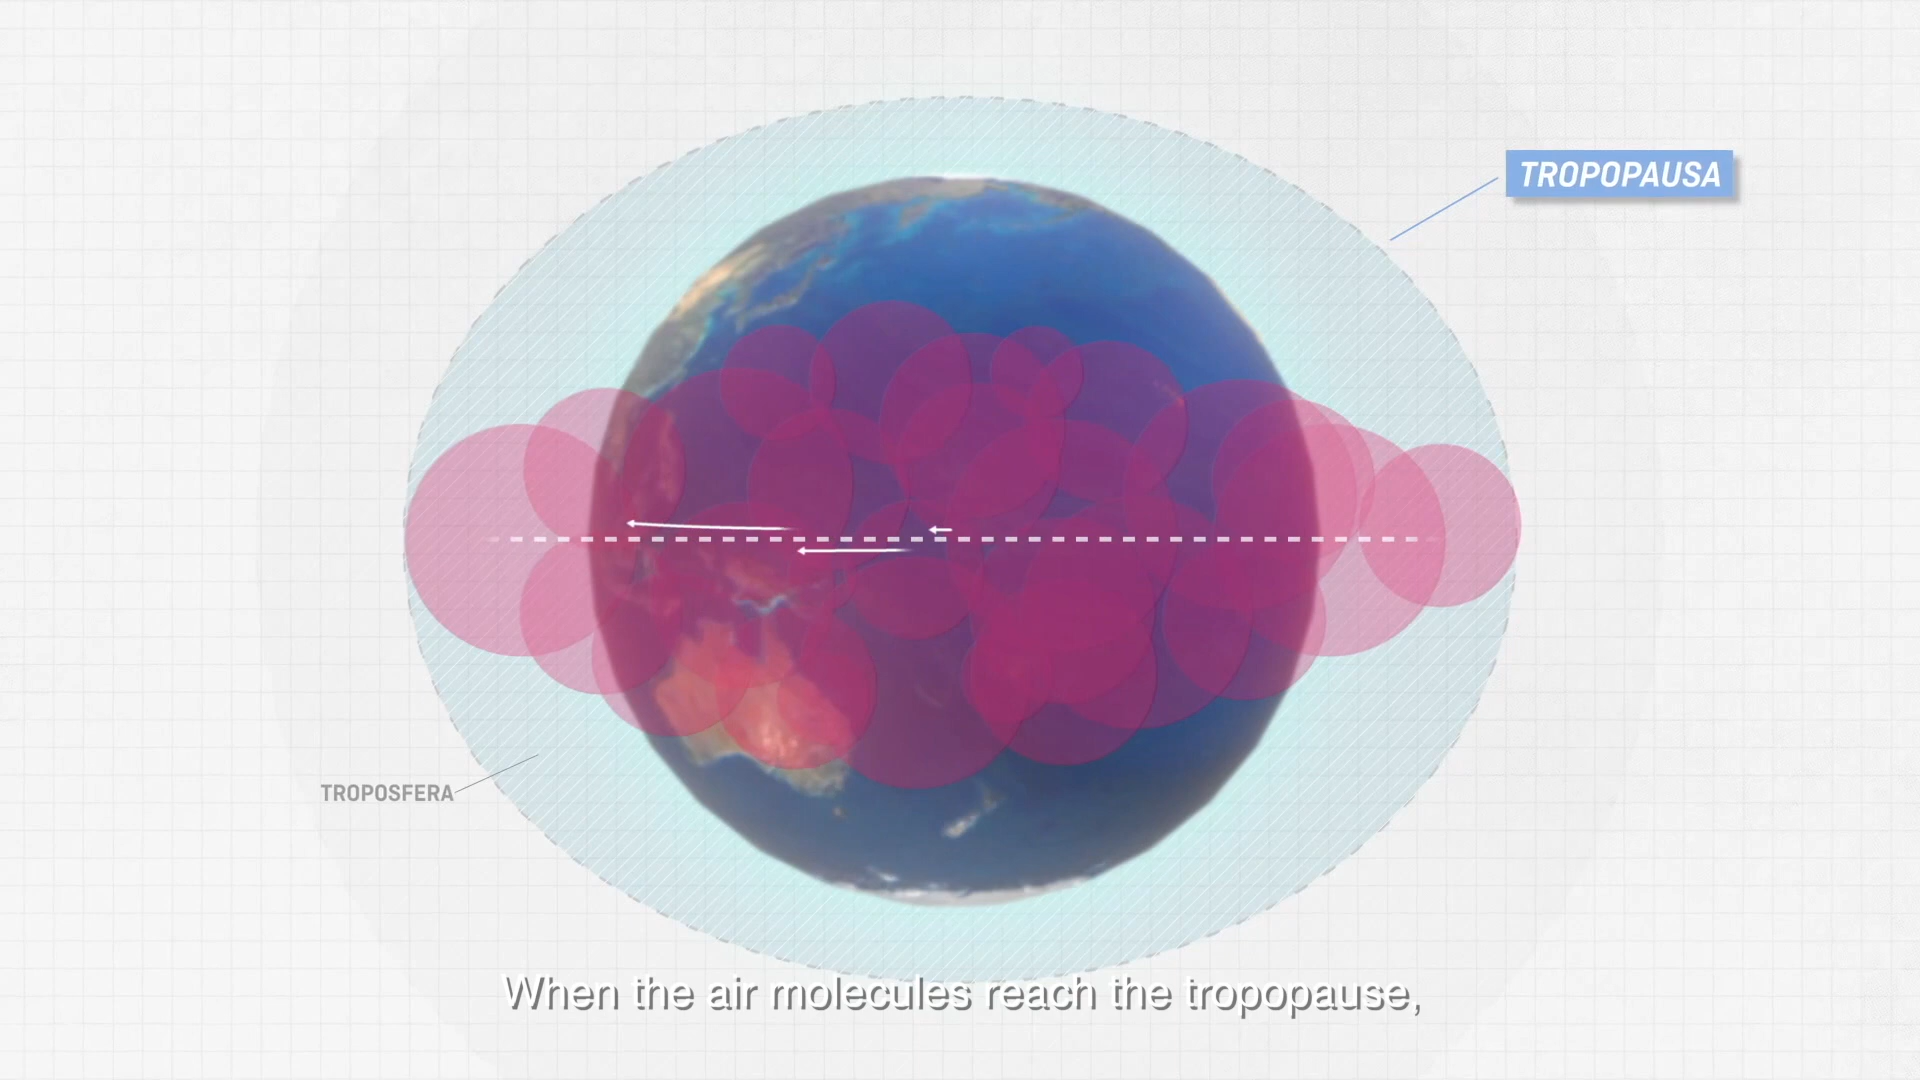 TROPOPAUSA
TROPOSFERA
When the air molecules reach the tropopause,